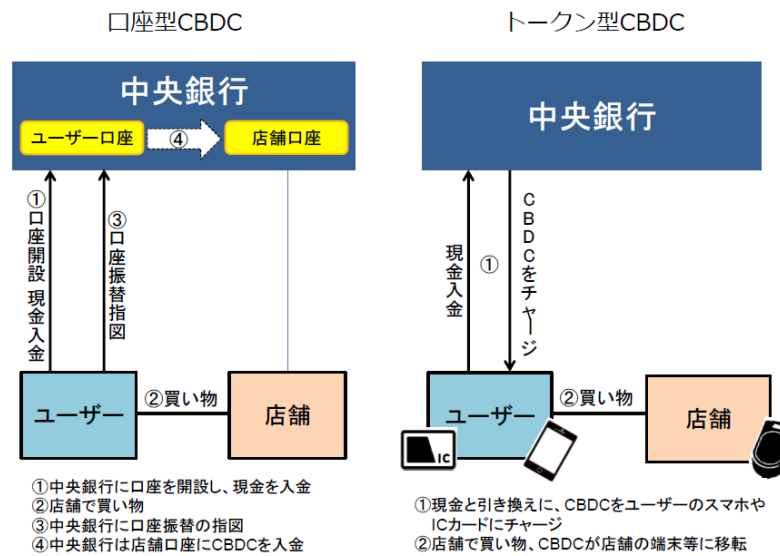 口座型CBDC
中央銀行
ユーザー口座
④
店舗口座
①口座開設 現金入金
③口座振替指図
ユーザー
②買い物
店舗
①中央銀行に口座を開設し、現金を入金
②店舗で買い物
③中央銀行に口座振替の指図
④中央銀行は店舗口座にCBDCを入金
トークン型CBDC
中央銀行
現金入金
①
CBDCをチャージ
ユーザー
②買い物
店舗
IC
①現金と引き換えに、CBDCをユーザーのスマホや
ICカードにチャージ
②店舗で買い物、CBDCが店舗の端末等に移転